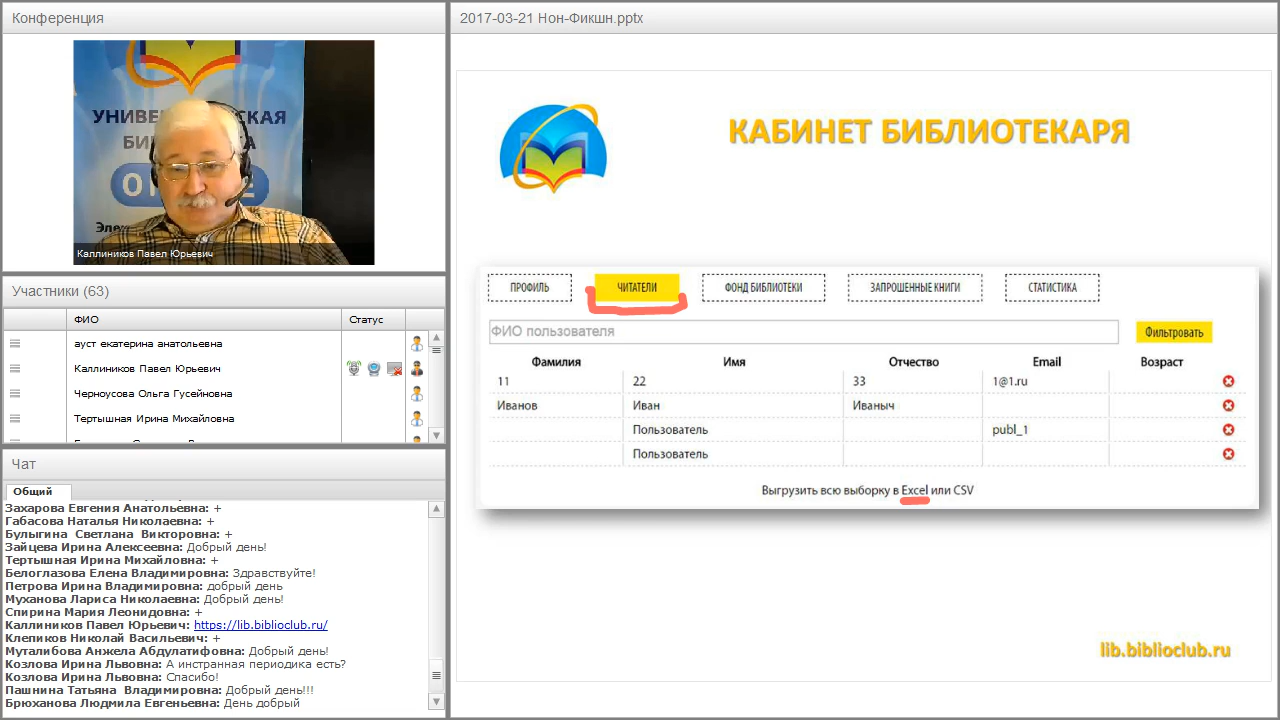 Конференция
УНИВЕ СКАЯ
БИБ
Каллиников Павел Юрьевич
Участники (63)
ФИО Статус
ауст екатерина анатольевна
Каллиников Павел Юрьевич
Черноусова Ольга Гусейновна
Тертышная Ирина Михайловна
Чат
Общий
Захарова Евгения Анатольевна: +
Габасова Наталья Николаевна: +
Булыгина Светлана Викторовна: +
Зайцева Ирина Алексеевна: Добрый день!
Тертышная Ирина Михайловна: +
Белоглазова Елена Владимировна: Здравствуйте!
Петрова Ирина Владимировна: добрый день
Муханова Лариса Николаевна: Добрый день!
Спирина Мария Леонидовна: +
Каллиников Павел Юрьевич: https://lib.biblioclub.ru/
Клепиков Николай Васильевич: +
Муталибова Анжела Абдулатифовна: Добрый день!
Козлова Ирина Львовна: А инстранная периодика есть?
Козлова Ирина Львовна: Спасибо!
Пашнина Татьяна Владимировна: Добрый день!!!
Брюханова Людмила Евгеньевна: День добрый
2017-03-21 Нон-Фикшн.pptx
КАБИНЕТ БИБЛИОТЕКАРЯ
ПРОФИЛЬ ЧИТАТЕЛИ ФОНД БИБЛИОТЕКИ ЗАПРОШЕННЫЕ КНИГИ СТАТИСТИКА
ФИО пользователя Фильтровать
Фамилия Имя Отчество Email Возраст
11 22 33 1@1.ru
Иванов Иван Иваныч
Пользователь publ_1
Пользователь
Выгрузить всю выборку в Excel или CSV
lib.biblioclub.ru